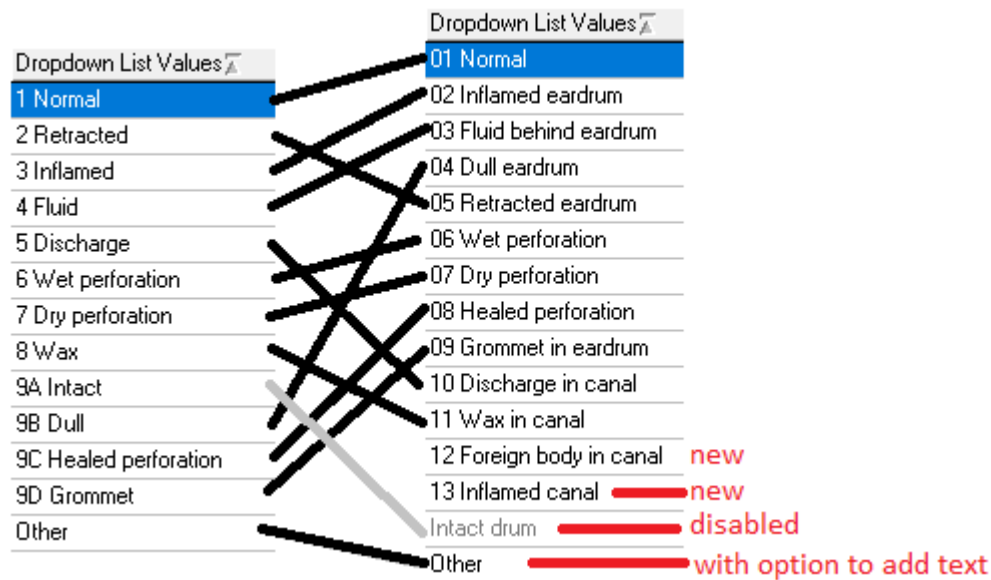 Dropdown List Values
1 Normal
2 Retracted
3 Inflamed
4 Fluid
5 Discharge
6 Wet perforation
7 Dry perforation
8 Wax
9A Intact
9B Dull
9C Healed perforation
9D Grommet
Other
Dropdown List Values
01 Normal
02 Inflamed eardrum
03 Fluid behind eardrum
04 Dull eardrum
05 Retracted eardrum
06 Wet perforation
07 Dry perforation
08 Healed perforation
09 Grommet in eardrum
10 Discharge in canal
11 Wax in canal
12 Foreign body in canal new
13 Inflamed canal new
Intact drum disabled
Other with option to add text